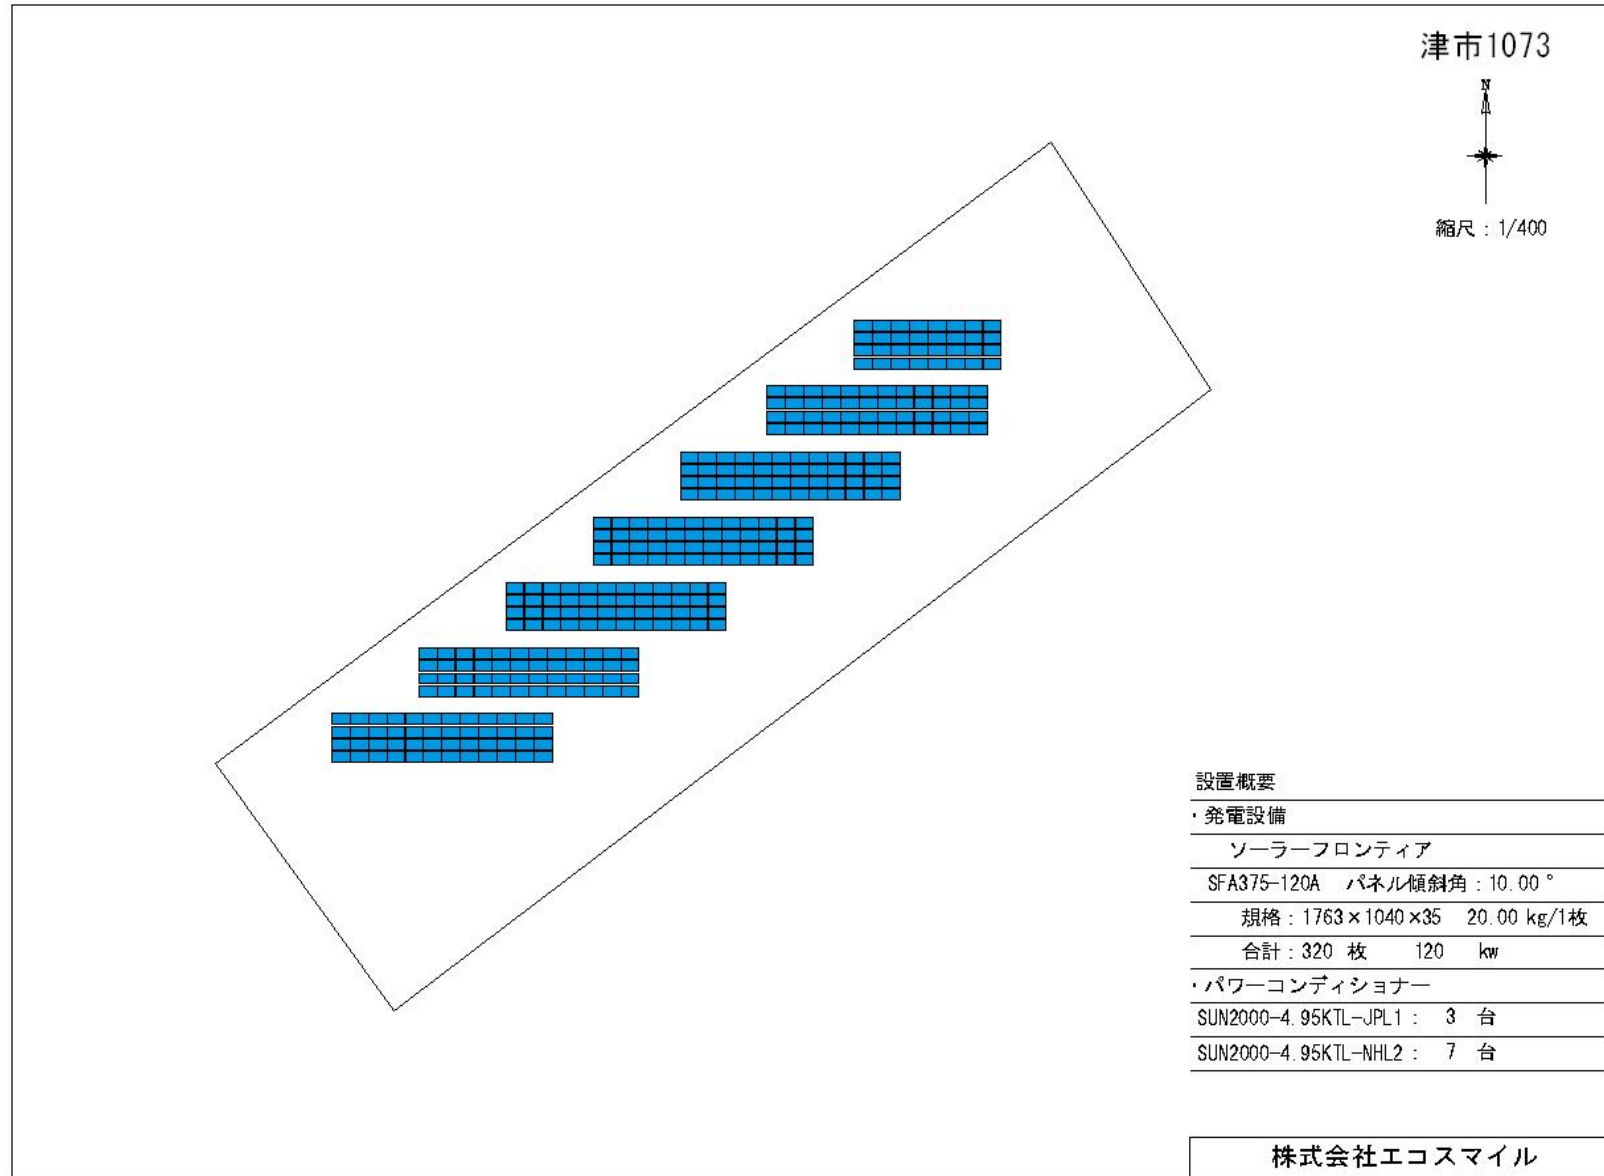 津市1073
N
縮尺：1/400
設置概要
・発電設備
ソーラーフロンティア
SFA375-120A パネル傾斜角：10.00°
規格：1763×1040×35 20.00 kg/1枚
合計：320 枚 120 kw
・パワーコンディショナー
SUN2000-4.95KTL-JPL1： 3 台
SUN2000-4.95KTL-NHL2： 7 台
株式会社エコスマイル